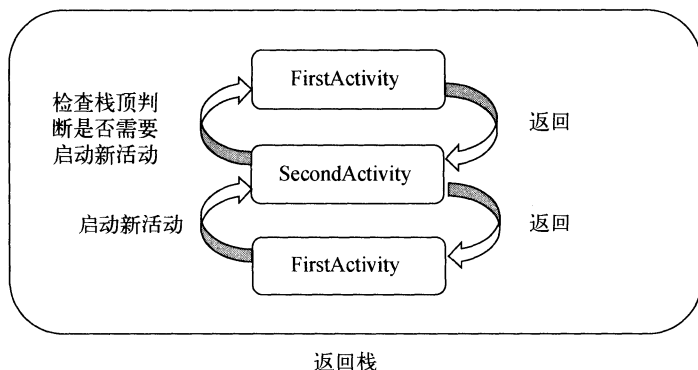 FirstActivity
检查栈顶判
断是否需要
启动新活动
返回
SecondActivity
启动新活动
返回
FirstActivity
返回栈